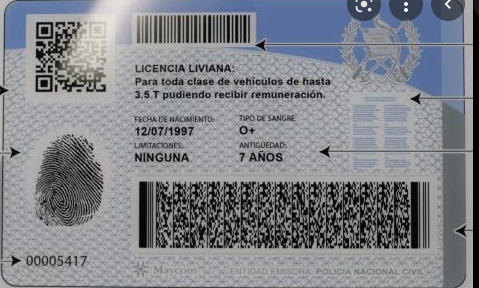 LICENCIA LIVIANA:
Para toda clase de vehículos de hasta
3.5 T pudiendo recibir remuneración.
FECHA DE NACIMIENTO: TIPO DE SANGRE:
12/07/1997 O+
LIMITACIONES: ANTIGÜEDAD:
NINGUNA 7 AÑOS
00005417
Maycom ENTIDAD EMISORA: POLICIA NACIONAL CIVIL